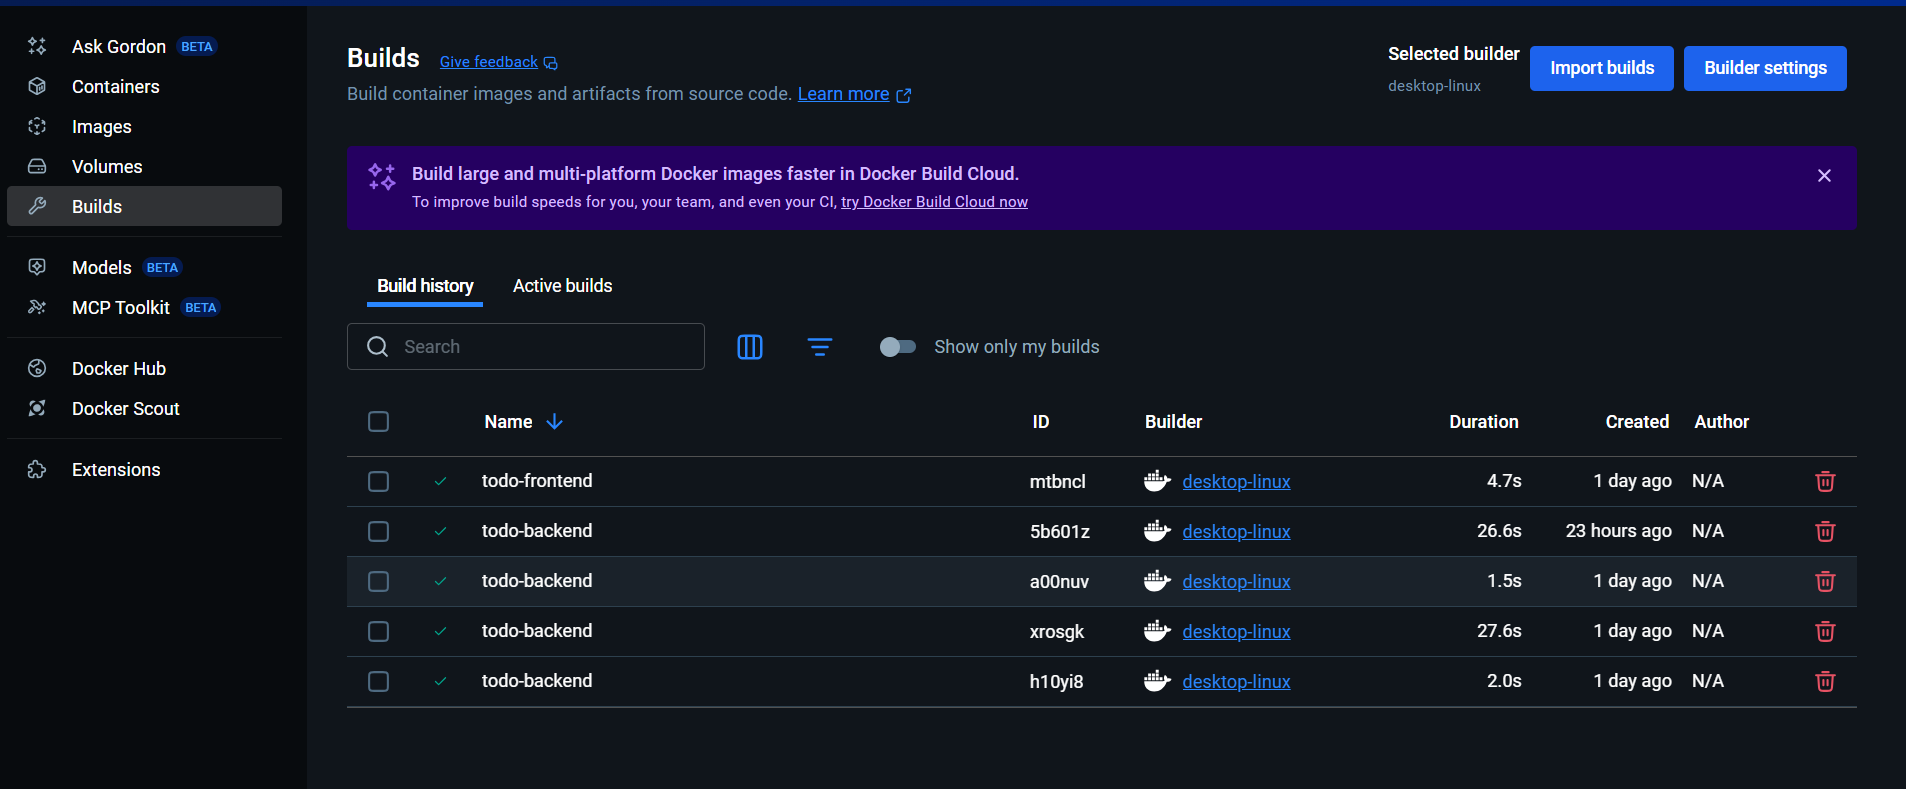 Ask Gordon BETA
Containers
Images
Volumes
Builds
Models BETA
MCP Toolkit BETA
Docker Hub
Docker Scout
Extensions
Builds Give feedback
Build container images and artifacts from source code. Learn more
Selected builder
desktop-linux
Import builds
Builder settings
Build large and multi-platform Docker images faster in Docker Build Cloud.
To improve build speeds for you, your team, and even your CI, try Docker Build Cloud now
Build history Active builds
Search Show only my builds
Name ID Builder Duration Created Author
todo-frontend mtbncl desktop-linux 4.7s 1 day ago N/A
todo-backend 5b601z desktop-linux 26.6s 23 hours ago N/A
todo-backend a00nuv desktop-linux 1.5s 1 day ago N/A
todo-backend xrosgk desktop-linux 27.6s 1 day ago N/A
todo-backend h10yi8 desktop-linux 2.0s 1 day ago N/A